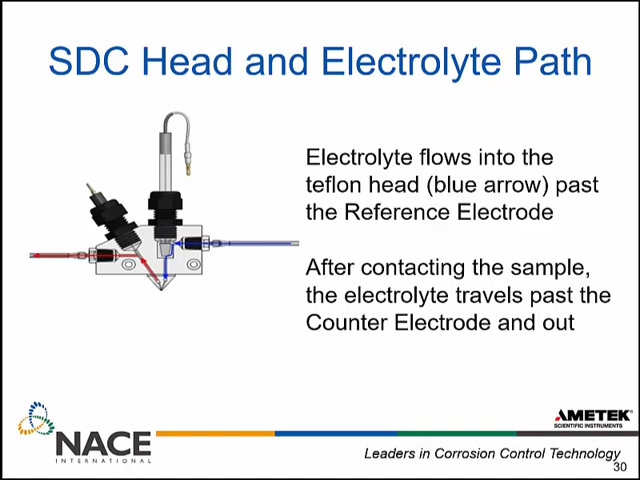 SDC Head and Electrolyte Path
Electrolyte flows into the
teflon head (blue arrow) past
the Reference Electrode
After contacting the sample,
the electrolyte travels past the
Counter Electrode and out
AMETEK
SCIENTIFIC INSTRUMENTS
NACE
INTERNATIONAL
Leaders in Corrosion Control Technology
30